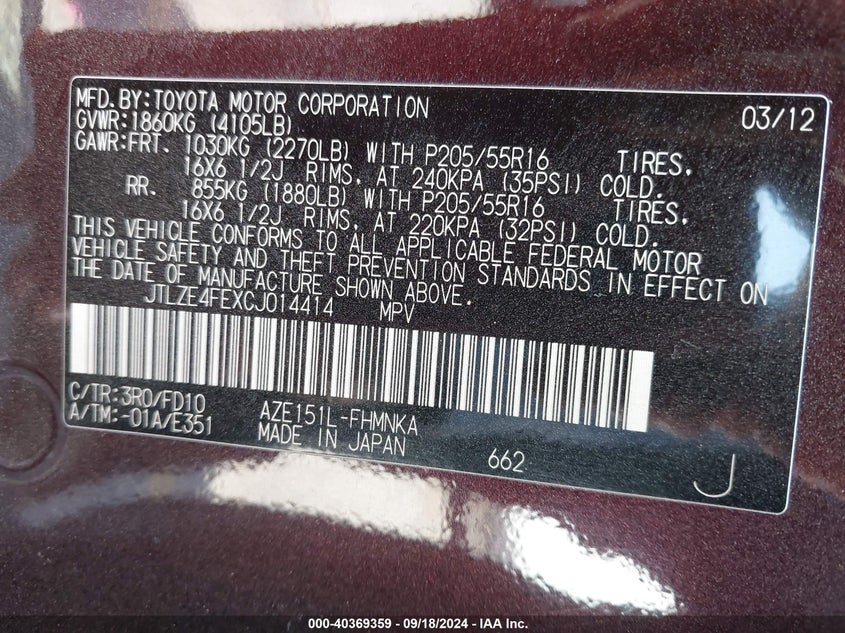 MFD.BY:TOYOTA MOTOR CORPORATION 03/12
GVWR:1860KG (4105LB)
GAWR:FRT. 1030KG (2270LB) WITH P205/55R16 TIRES,
16X6 1/2J RIMS, AT 240KPA (35PSI) COLD.
RR. 855KG (1880LB) WITH P205/55R16 TIRES,
16X6 1/2J RIMS, AT 220KPA (32PSI) COLD.
THIS VEHICLE CONFORMS TO ALL APPLICABLE FEDERAL MOTOR
VEHICLE SAFETY AND THEFT PREVENTION STANDARDS IN EFFECT ON
THE DATE OF MANUFACTURE SHOWN ABOVE.
JTLZE4FEXCJ014414 MPV
C/TR:3R0/FD10 AZE151L-FHMNKA
A/TM:-01A/E351 MADE IN JAPAN
662 J
000-40369359 - 09/18/2024 - IAA Inc.